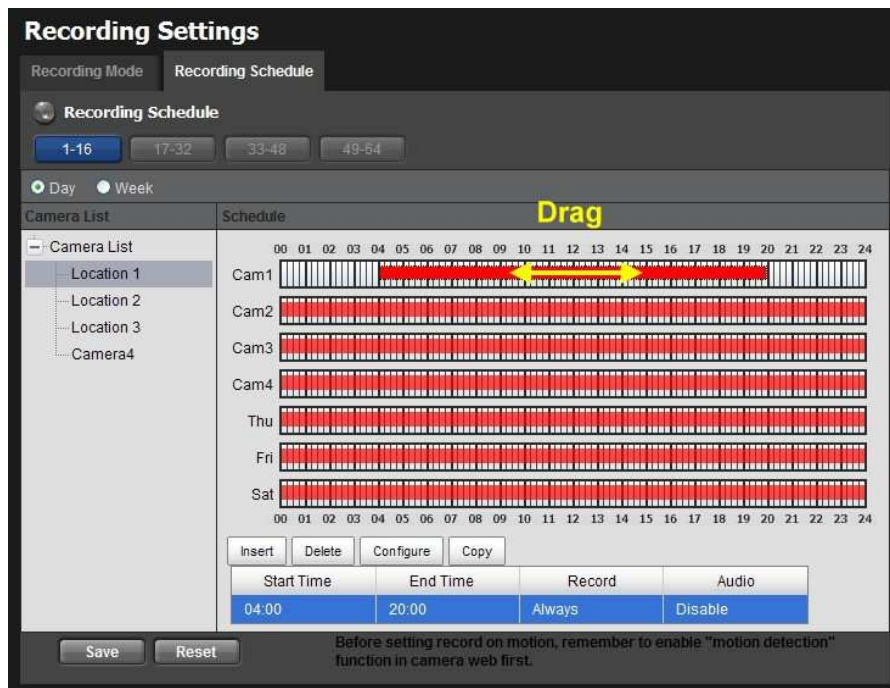 Recording Settings
Recording Mode Recording Schedule
Recording Schedule
1-16 17-32 33-48 49-64
Day Week
Camera List Schedule Drag
Camera List
Location 1
Location 2
Location 3
Camera4
00 01 02 03 04 05 06 07 08 09 10 11 12 13 14 15 16 17 18 19 20 21 22 23 24
Cam1
Cam2
Cam3
Cam4
Thu
Fri
Sat
00 01 02 03 04 05 06 07 08 09 10 11 12 13 14 15 16 17 18 19 20 21 22 23 24
Insert Delete Configure Copy
Start Time End Time Record Audio
04:00 20:00 Always Disable
Save Reset
Before setting record on motion, remember to enable "motion detection"
function in camera web first.